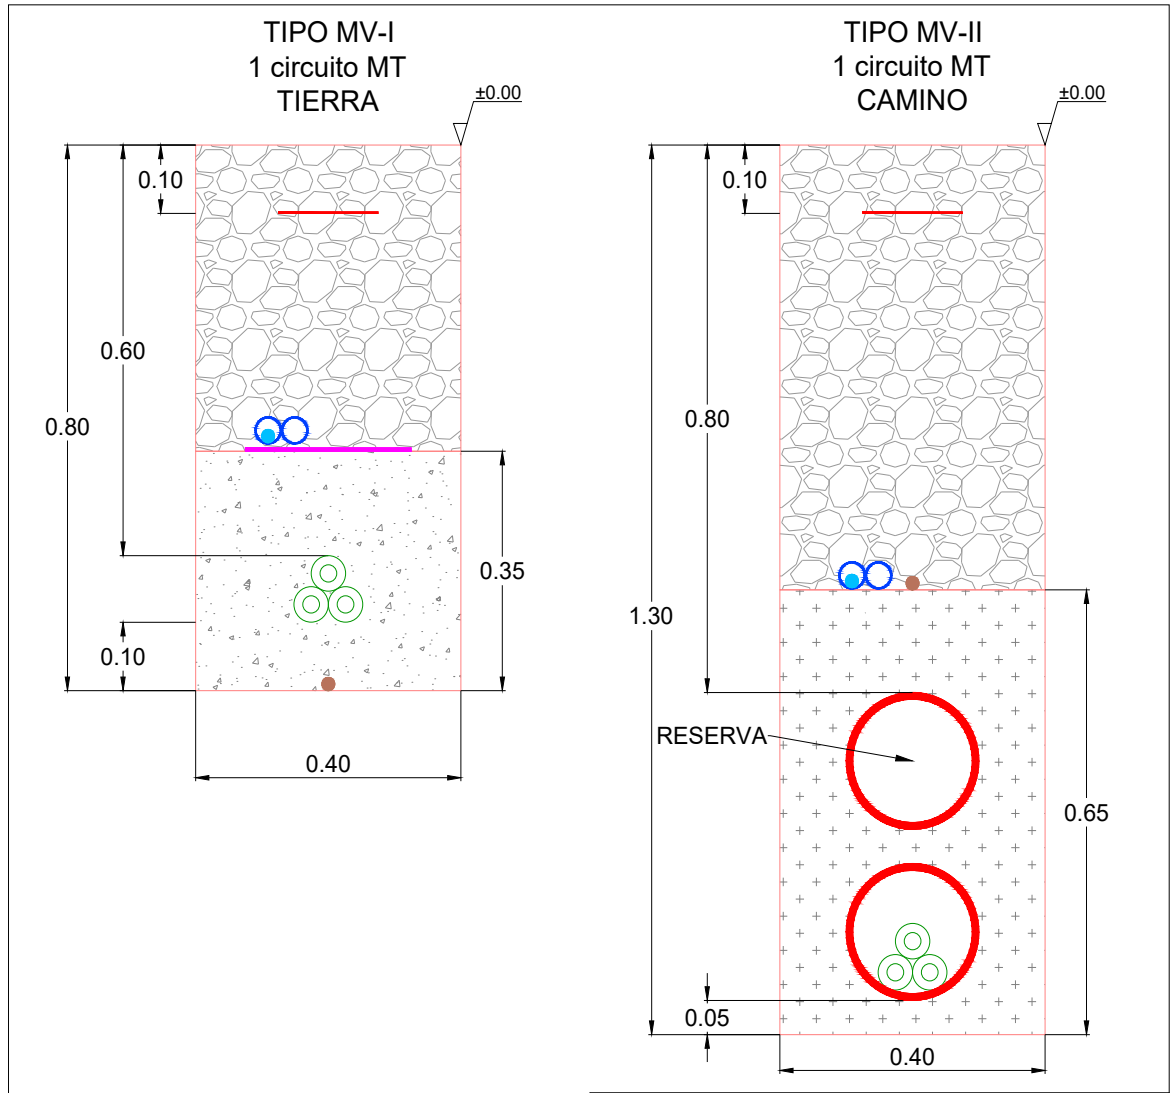 TIPO MV-I
1 circuito MT
TIERRA
±0.00
0.10
0.60
0.80
0.35
0.10
0.40
TIPO MV-II
1 circuito MT
CAMINO
±0.00
0.10
0.80
1.30
RESERVA
0.65
0.05
0.40